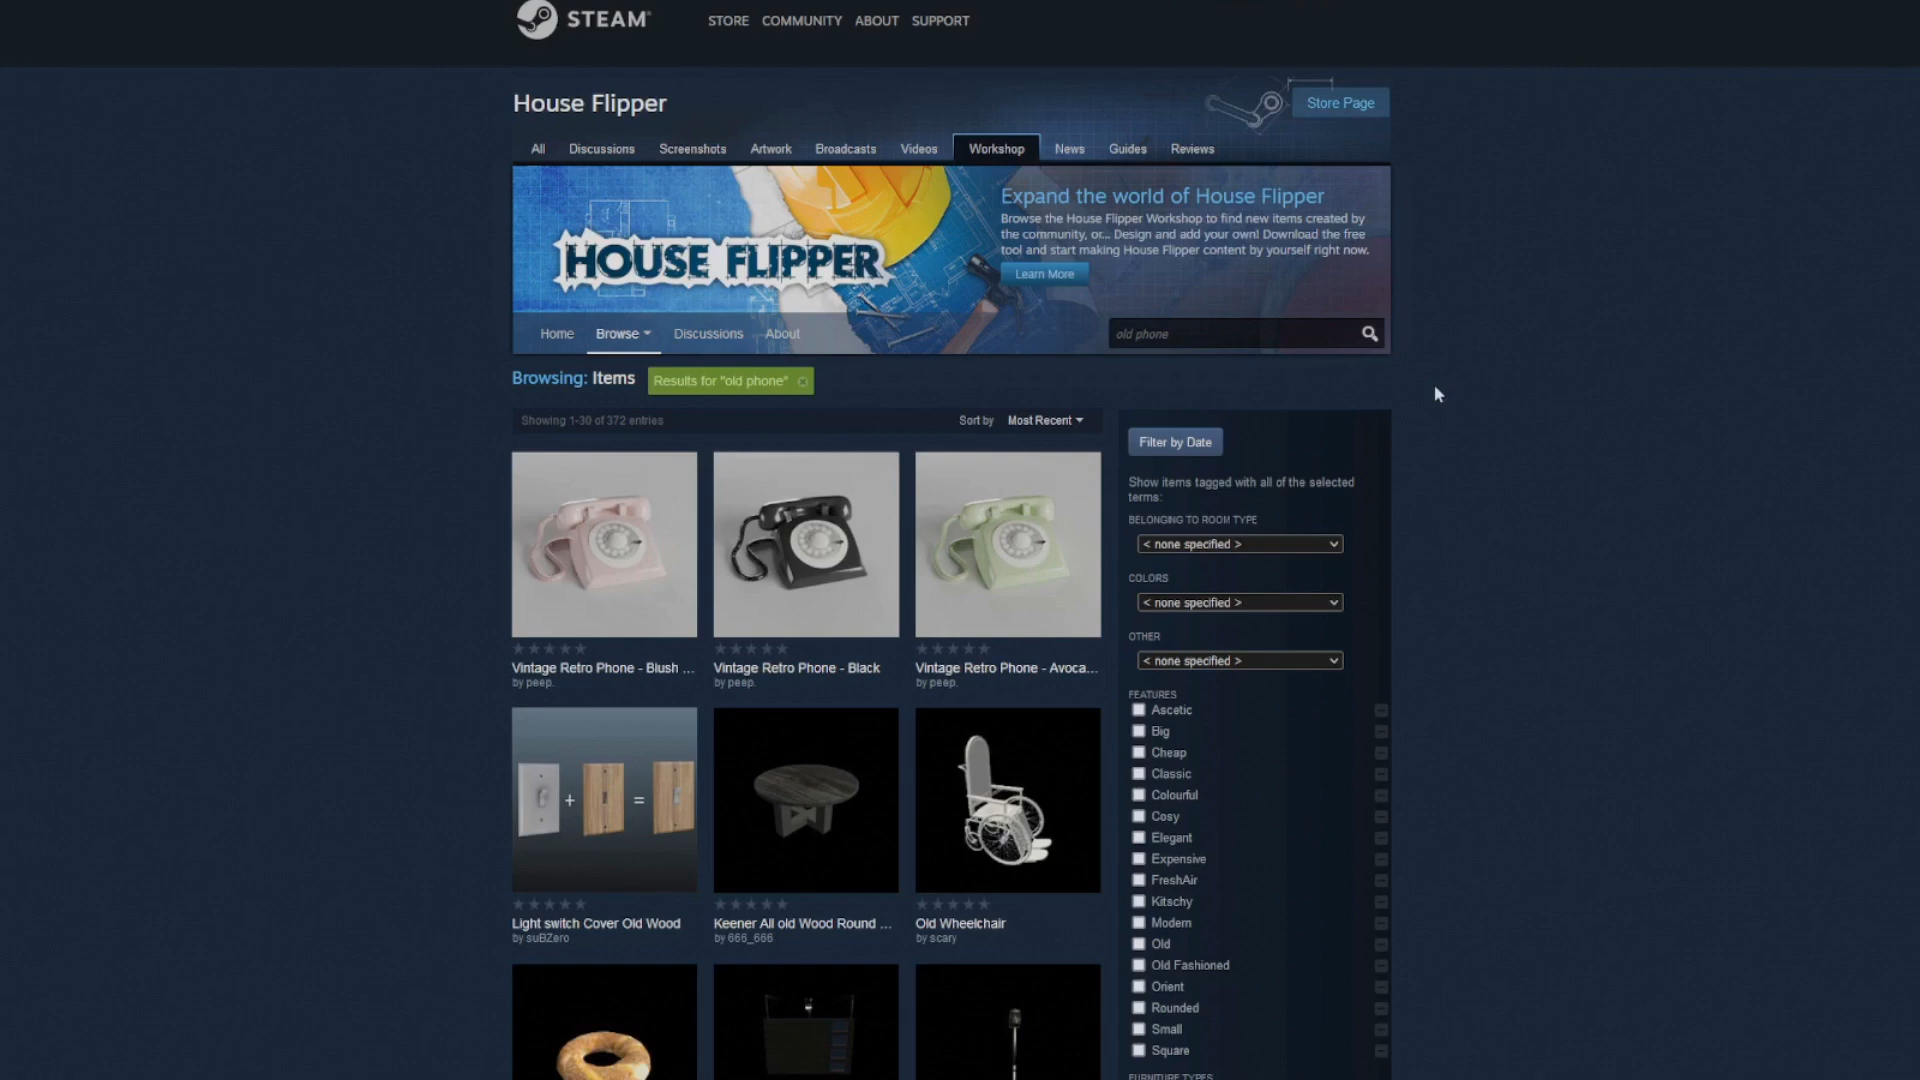 STEAM
STORE COMMUNITY ABOUT SUPPORT
House Flipper
Store Page
All Discussions Screenshots Artwork Broadcasts Videos Workshop News Guides Reviews
HOUSE FLIPPER
Expand the world of House Flipper
Browse the House Flipper Workshop to find new items created by
the community, or... Design and add your own! Download the free
tool and start making House Flipper content by yourself right now.
Learn More
Home Browse Discussions About
old phone
Browsing: Items
Results for "old phone"
Showing 1-30 of 372 entries
Sort by Most Recent
Filter by Date
Show items tagged with all of the selected
terms:
BELONGING TO ROOM TYPE
< none specified >
COLORS
< none specified >
OTHER
< none specified >
Vintage Retro Phone - Blush ...
by peep.
Vintage Retro Phone - Black
by peep.
Vintage Retro Phone - Avoca...
by peep.
+ =
Light switch Cover Old Wood
by suBZero
Keener All old Wood Round ...
by 666_666
Old Wheelchair
by scary
FEATURES
Ascetic
Big
Cheap
Classic
Colourful
Cosy
Elegant
Expensive
FreshAir
Kitschy
Modern
Old
Old Fashioned
Orient
Rounded
Small
Square
FURNITURE TYPES